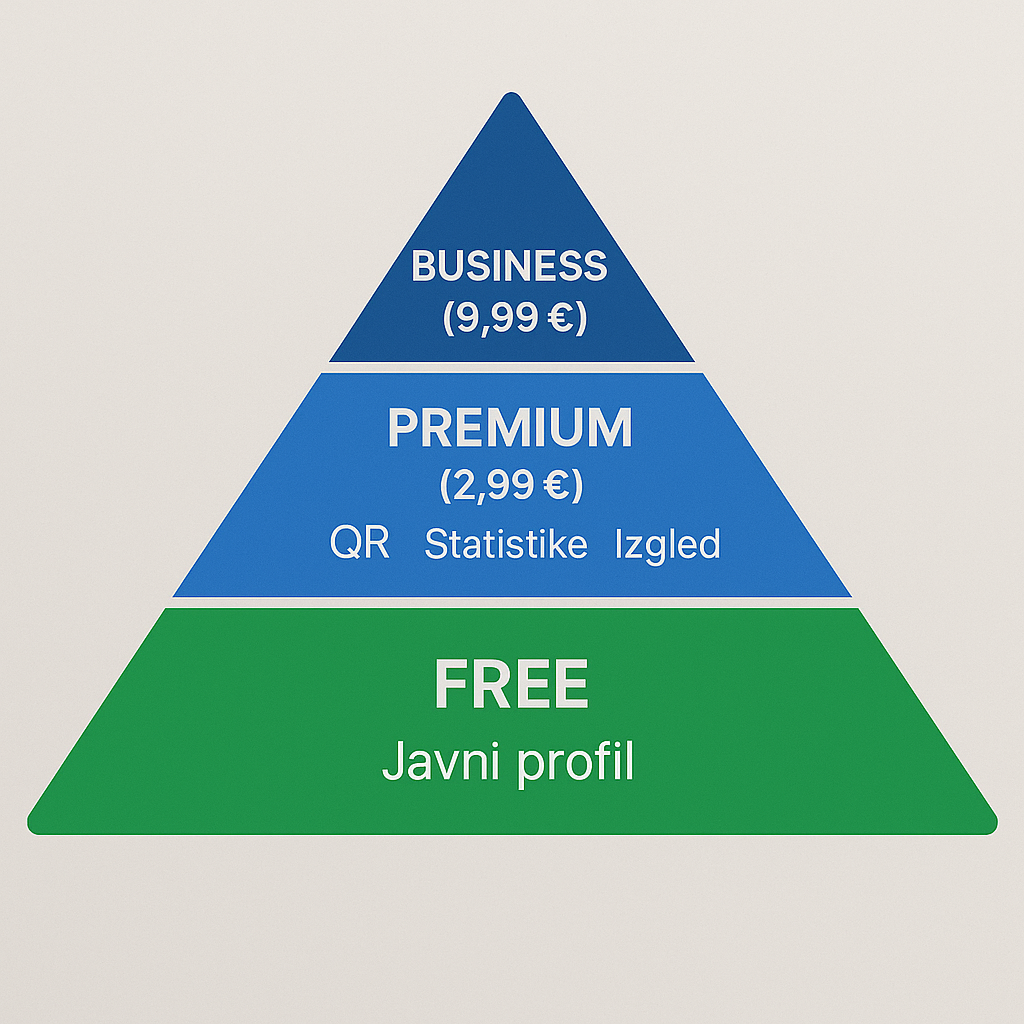 BUSINESS
(9,99 €)
PREMIUM
(2,99 €)
QR Statistike Izgled
FREE
Javni profil